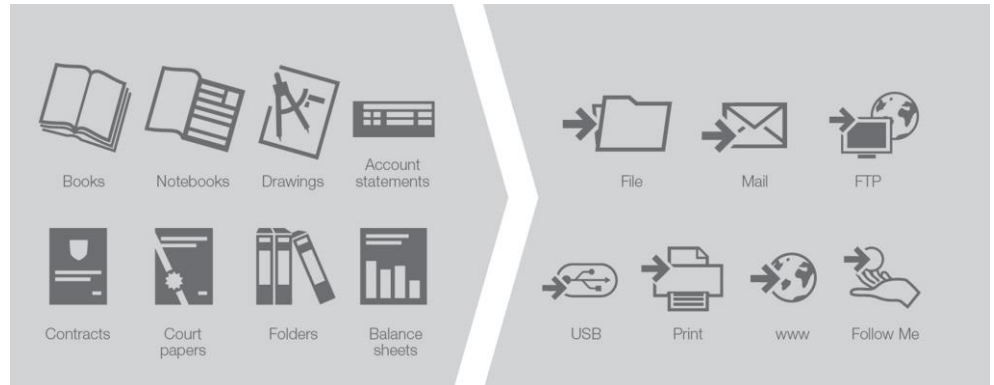 Books
Notebooks
Drawings
Account
statements
Contracts
Court
papers
Folders
Balance
sheets
File
Mail
FTP
USB
Print
www
Follow Me